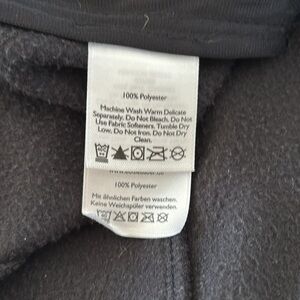 100% Polyester
Machine Wash Warm Delicate
Separately. Do Not Bleach. Do Not
Use Fabric Softeners. Tumble Dry
Low. Do Not Iron. Do Not Dry
Clean.
100% Polyester
Mit ähnlichen Farben waschen.
Keine Weichspüler verwenden.